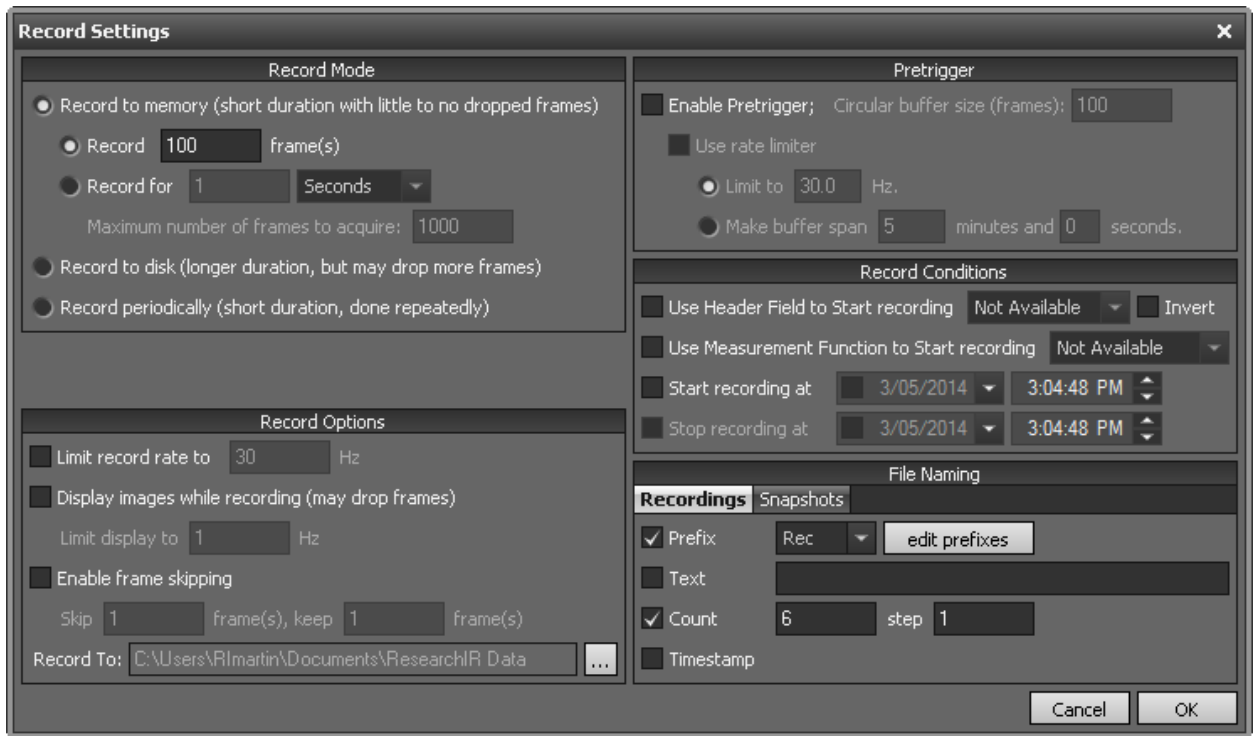 Record Settings
Record Mode
Record to memory (short duration with little to no dropped frames)
Record 100 frame(s)
Record for 1 Seconds
Maximum number of frames to acquire: 1000
Record to disk (longer duration, but may drop more frames)
Record periodically (short duration, done repeatedly)
Record Options
Limit record rate to 30 Hz
Display images while recording (may drop frames)
Limit display to 1 Hz
Enable frame skipping
Skip 1 frame(s), keep 1 frame(s)
Record To: C:\Users\RImartin\Documents\ResearchIR Data ...
Pretrigger
Enable Pretrigger; Circular buffer size (frames): 100
Use rate limiter
Limit to 30.0 Hz.
Make buffer span 5 minutes and 0 seconds.
Record Conditions
Use Header Field to Start recording Not Available Invert
Use Measurement Function to Start recording Not Available
Start recording at 3/05/2014 3:04:48 PM
Stop recording at 3/05/2014 3:04:48 PM
File Naming
Recordings Snapshots
Prefix Rec edit prefixes
Text
Count 6 step 1
Timestamp
Cancel OK